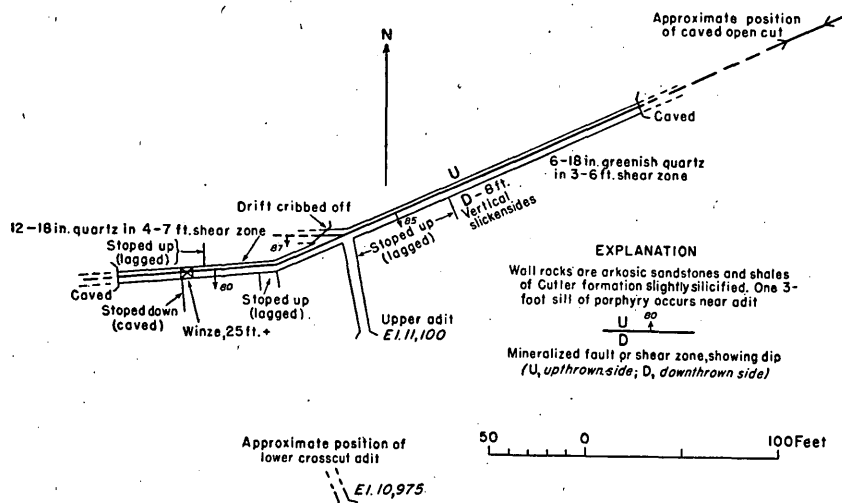 Approximate position
of caved open cut
N
Caved
U
6-18 in. greenish quartz
in 3-6 ft. shear zone
D-8 ft.
Vertical
slickensides
85
Drift cribbed off
12-18 in. quartz in 4-7 ft. shear zone
87
Stoped up
(lagged)
Stoped up
(lagged)
80
Caved
Stoped up
(lagged)
Stoped down
(caved)
Winze, 25 ft. +
Upper adit
El. 11,100
EXPLANATION
Wall rocks are arkosic sandstones and shales
of Cutler formation slightly silicified. One 3-
foot sill of porphyry occurs near adit
U 80
D
Mineralized fault or shear zone, showing dip
(U, upthrown side; D, downthrown side)
Approximate position of
lower crosscut adit
El. 10,975
50 0 100 Feet